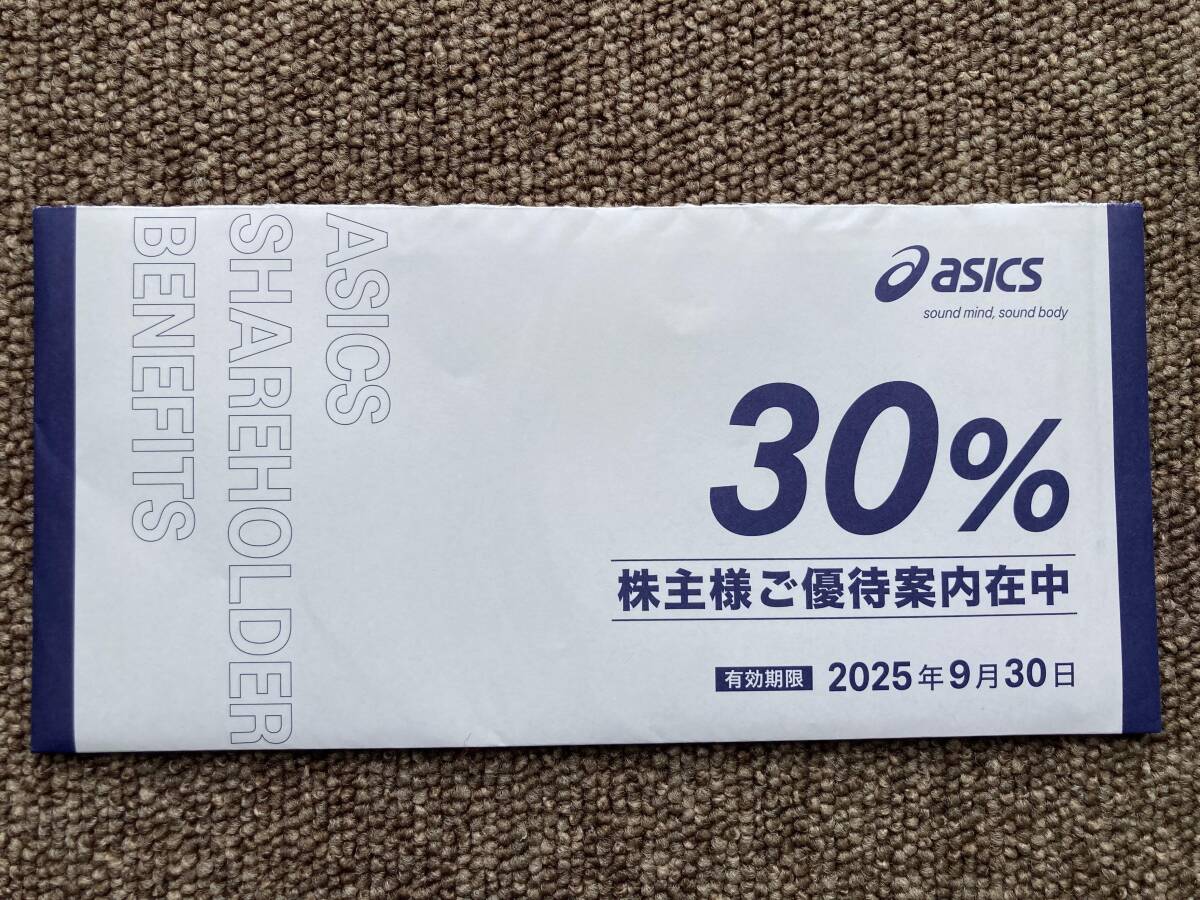 ASICS
SHAREHOLDER
BENEFITS
asics
sound mind, sound body
30%
株主様ご優待案内在中
有効期限 2025年9月30日